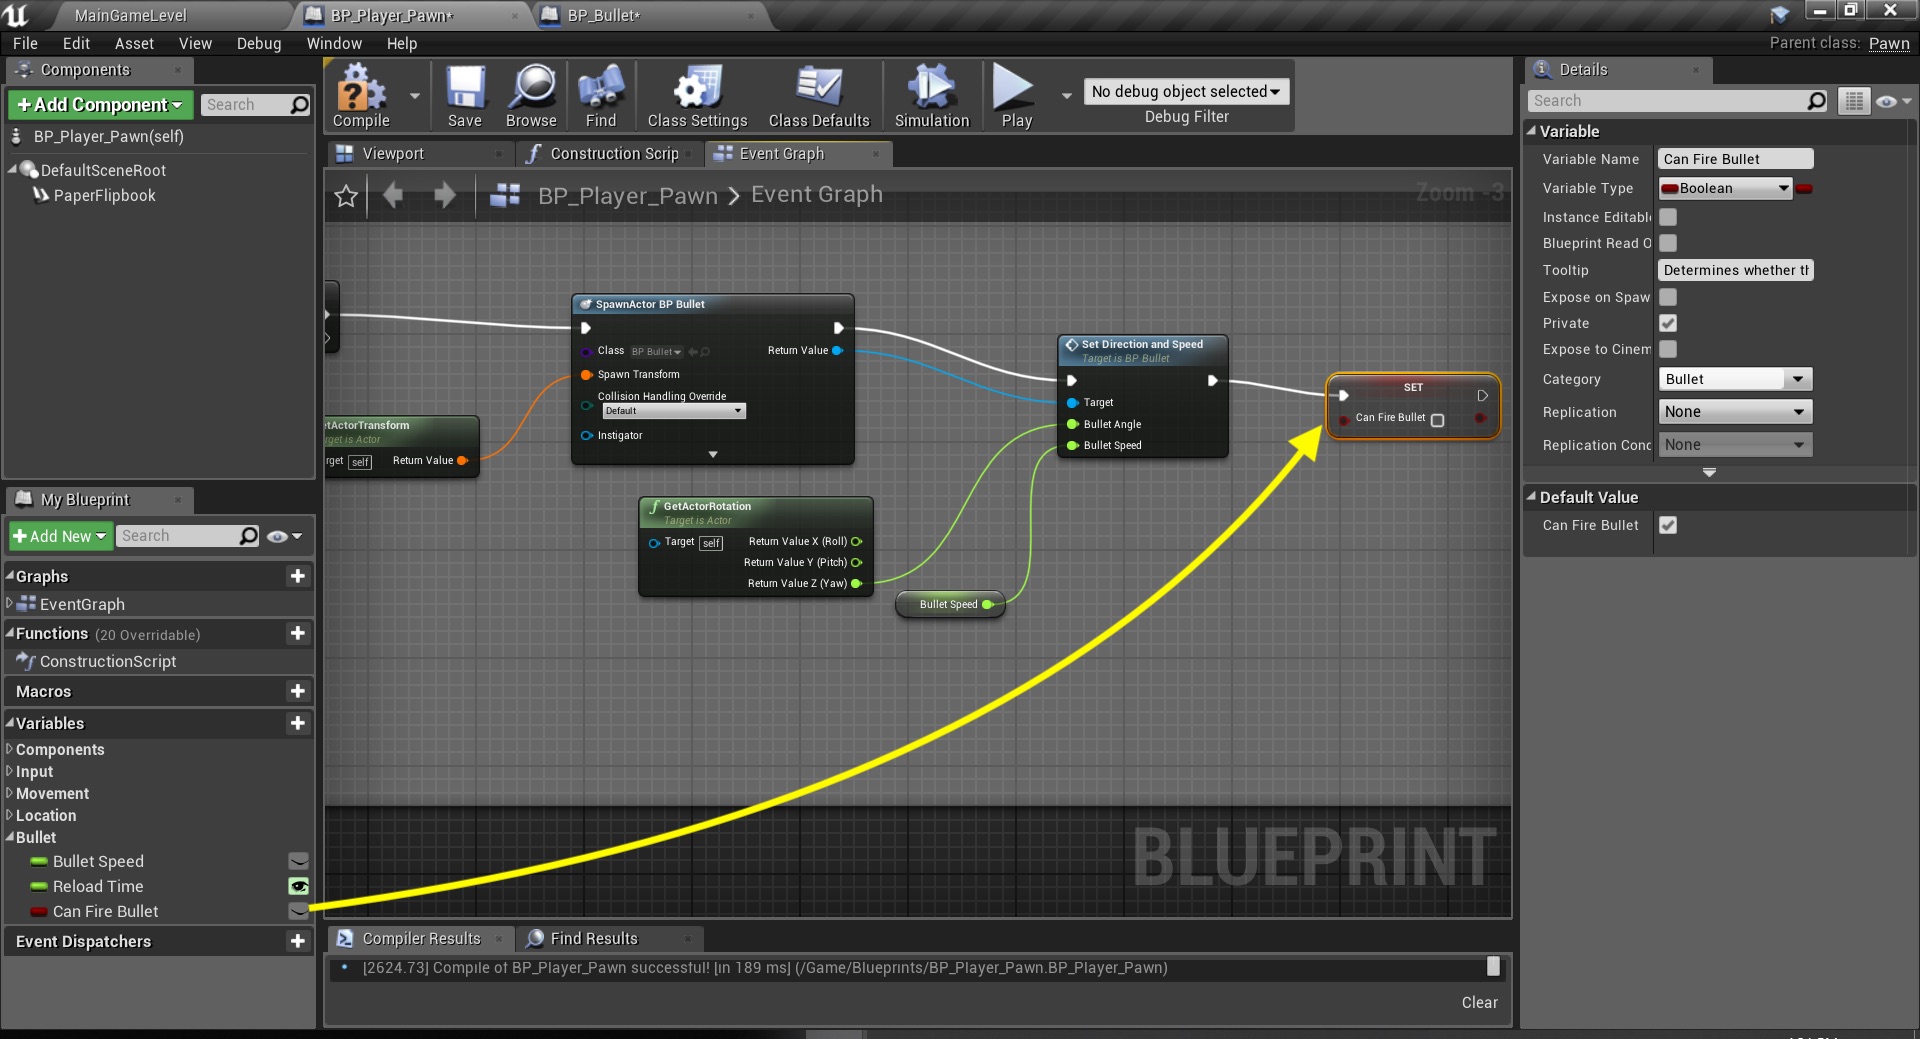 MainGameLevel
BP_Player_Pawn*
BP_Bullet*
File Edit Asset View Debug Window Help
Parent class: Pawn
Components
Add Component
Search
BP_Player_Pawn(self)
DefaultSceneRoot
PaperFlipbook
Compile
Save
Browse
Find
Class Settings
Class Defaults
Simulation
Play
No debug object selected
Debug Filter
Viewport
Construction Scrip
Event Graph
BP_Player_Pawn > Event Graph
Zoom -3
SpawnActor BP Bullet
Class BP Bullet
Return Value
Spawn Transform
Collision Handling Override
Default
Instigator
tActorTransform
rget is Actor
rget self Return Value
GetActorRotation
Target is Actor
Target self
Return Value X (Roll)
Return Value Y (Pitch)
Return Value Z (Yaw)
Bullet Speed
Set Direction and Speed
Target is BP Bullet
Target
Bullet Angle
Bullet Speed
SET
Can Fire Bullet
BLUEPRINT
My Blueprint
Add New
Search
Graphs
EventGraph
Functions (20 Overridable)
ConstructionScript
Macros
Variables
Components
Input
Movement
Location
Bullet
Bullet Speed
Reload Time
Can Fire Bullet
Event Dispatchers
Compiler Results
Find Results
[2624.73] Compile of BP_Player_Pawn successful! [in 189 ms] (/Game/Blueprints/BP_Player_Pawn.BP_Player_Pawn)
Clear
Details
Search
Variable
Variable Name Can Fire Bullet
Variable Type Boolean
Instance Editabl
Blueprint Read O
Tooltip Determines whether th
Expose on Spaw
Private
Expose to Cinem
Category Bullet
Replication None
Replication Conc None
Default Value
Can Fire Bullet